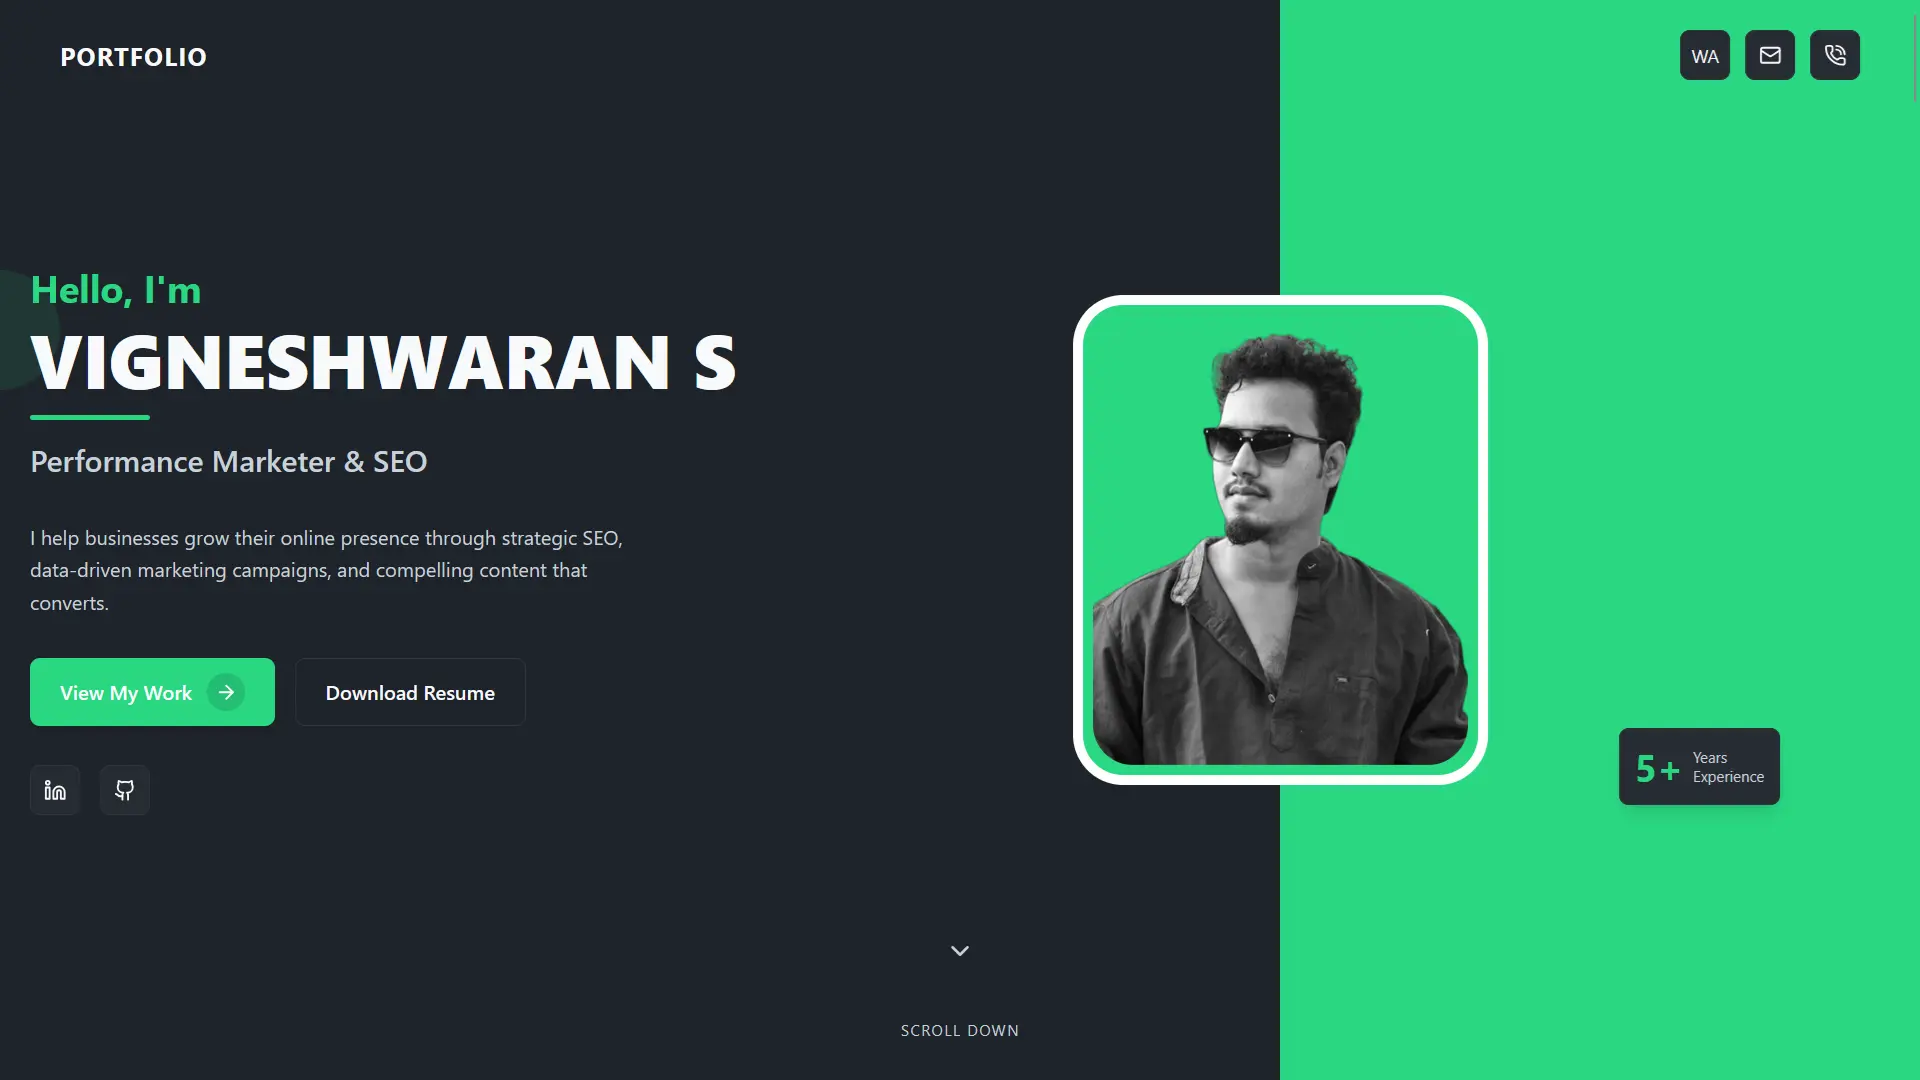 PORTFOLIO
WA
Hello, I'm
VIGNESHWARAN S
Performance Marketer & SEO
I help businesses grow their online presence through strategic SEO,
data-driven marketing campaigns, and compelling content that
converts.
View My Work
Download Resume
5+
Years
Experience
SCROLL DOWN